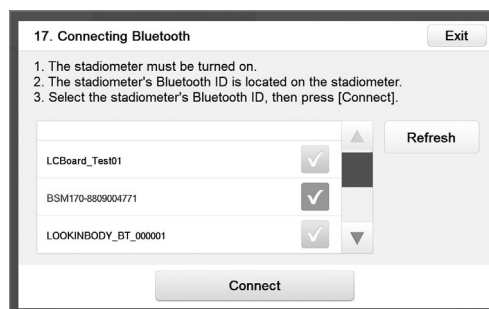 17. Connecting Bluetooth
Exit
1. The stadiometer must be turned on.
2. The stadiometer's Bluetooth ID is located on the stadiometer.
3. Select the stadiometer's Bluetooth ID, then press [Connect].
Refresh
LCBoard_Test01
BSM170-8809004771
LOOKINBODY_BT_000001
Connect